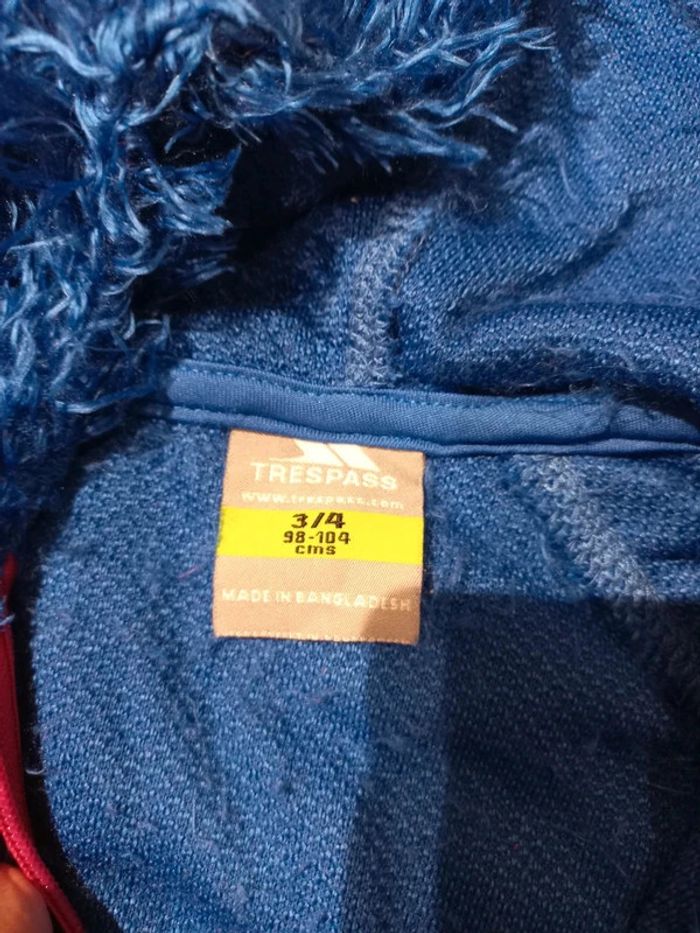 TRESPASS
www.trespass.com
3/4
98-104
cms
MADE IN BANGLADESH